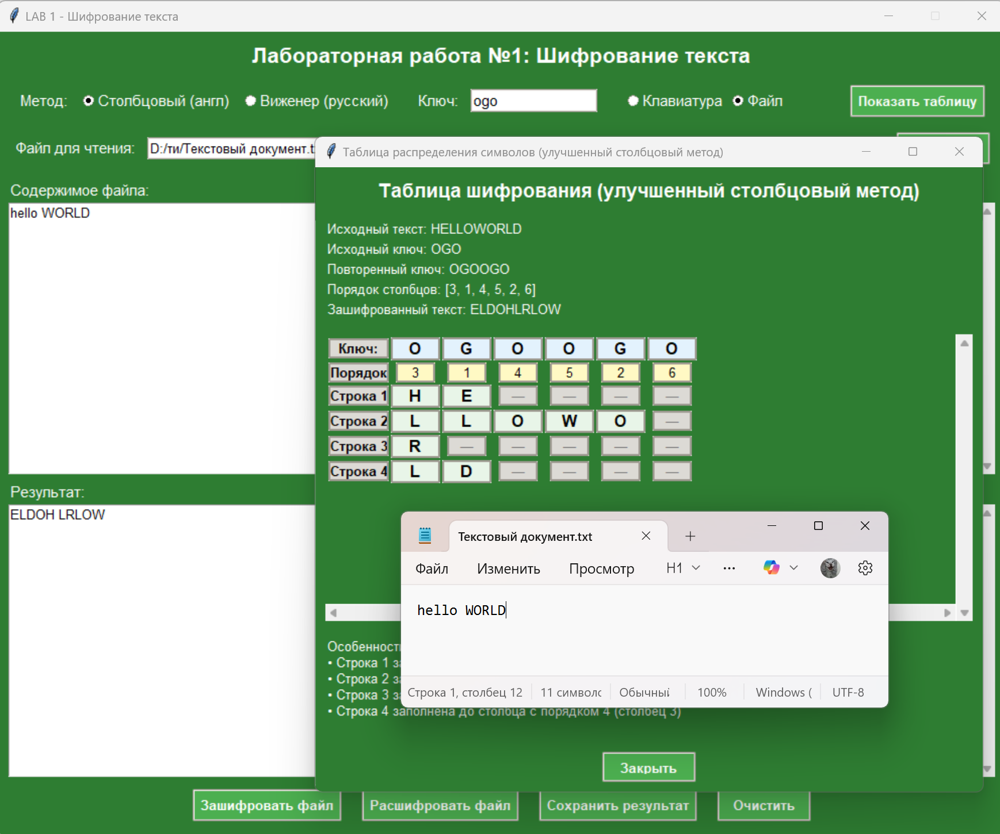 LAB 1 - Шифрование текста
Лабораторная работа №1: Шифрование текста
Метод: Столбцовый (англ) Виженер (русский) Ключ: ogo Клавиатура Файл Показать таблицу
Файл для чтения: D:/ти/Текстовый документ.t
Таблица распределения символов (улучшенный столбцовый метод)
Содержимое файла:
hello WORLD
Таблица шифрования (улучшенный столбцовый метод)
Исходный текст: HELLOWORLD
Исходный ключ: OGO
Повторенный ключ: OGOOGO
Порядок столбцов: [3, 1, 4, 5, 2, 6]
Зашифрованный текст: ELDOHLRLOW
Ключ: O G O O G O
Порядок 3 1 4 5 2 6
Строка 1 H E — — — —
Строка 2 L L O W O —
Строка 3 R — — — — —
Строка 4 L D — — — —
Результат:
ELDOH LRLOW
Текстовый документ.txt
Файл Изменить Просмотр H1
hello WORLD
Строка 1, столбец 12 11 символс Обычный 100% Windows ( UTF-8
Особенност
• Строка 1 за
• Строка 2 за
• Строка 3 за
• Строка 4 заполнена до столбца с порядком 4 (столбец 3)
Закрыть
Зашифровать файл Расшифровать файл Сохранить результат Очистить